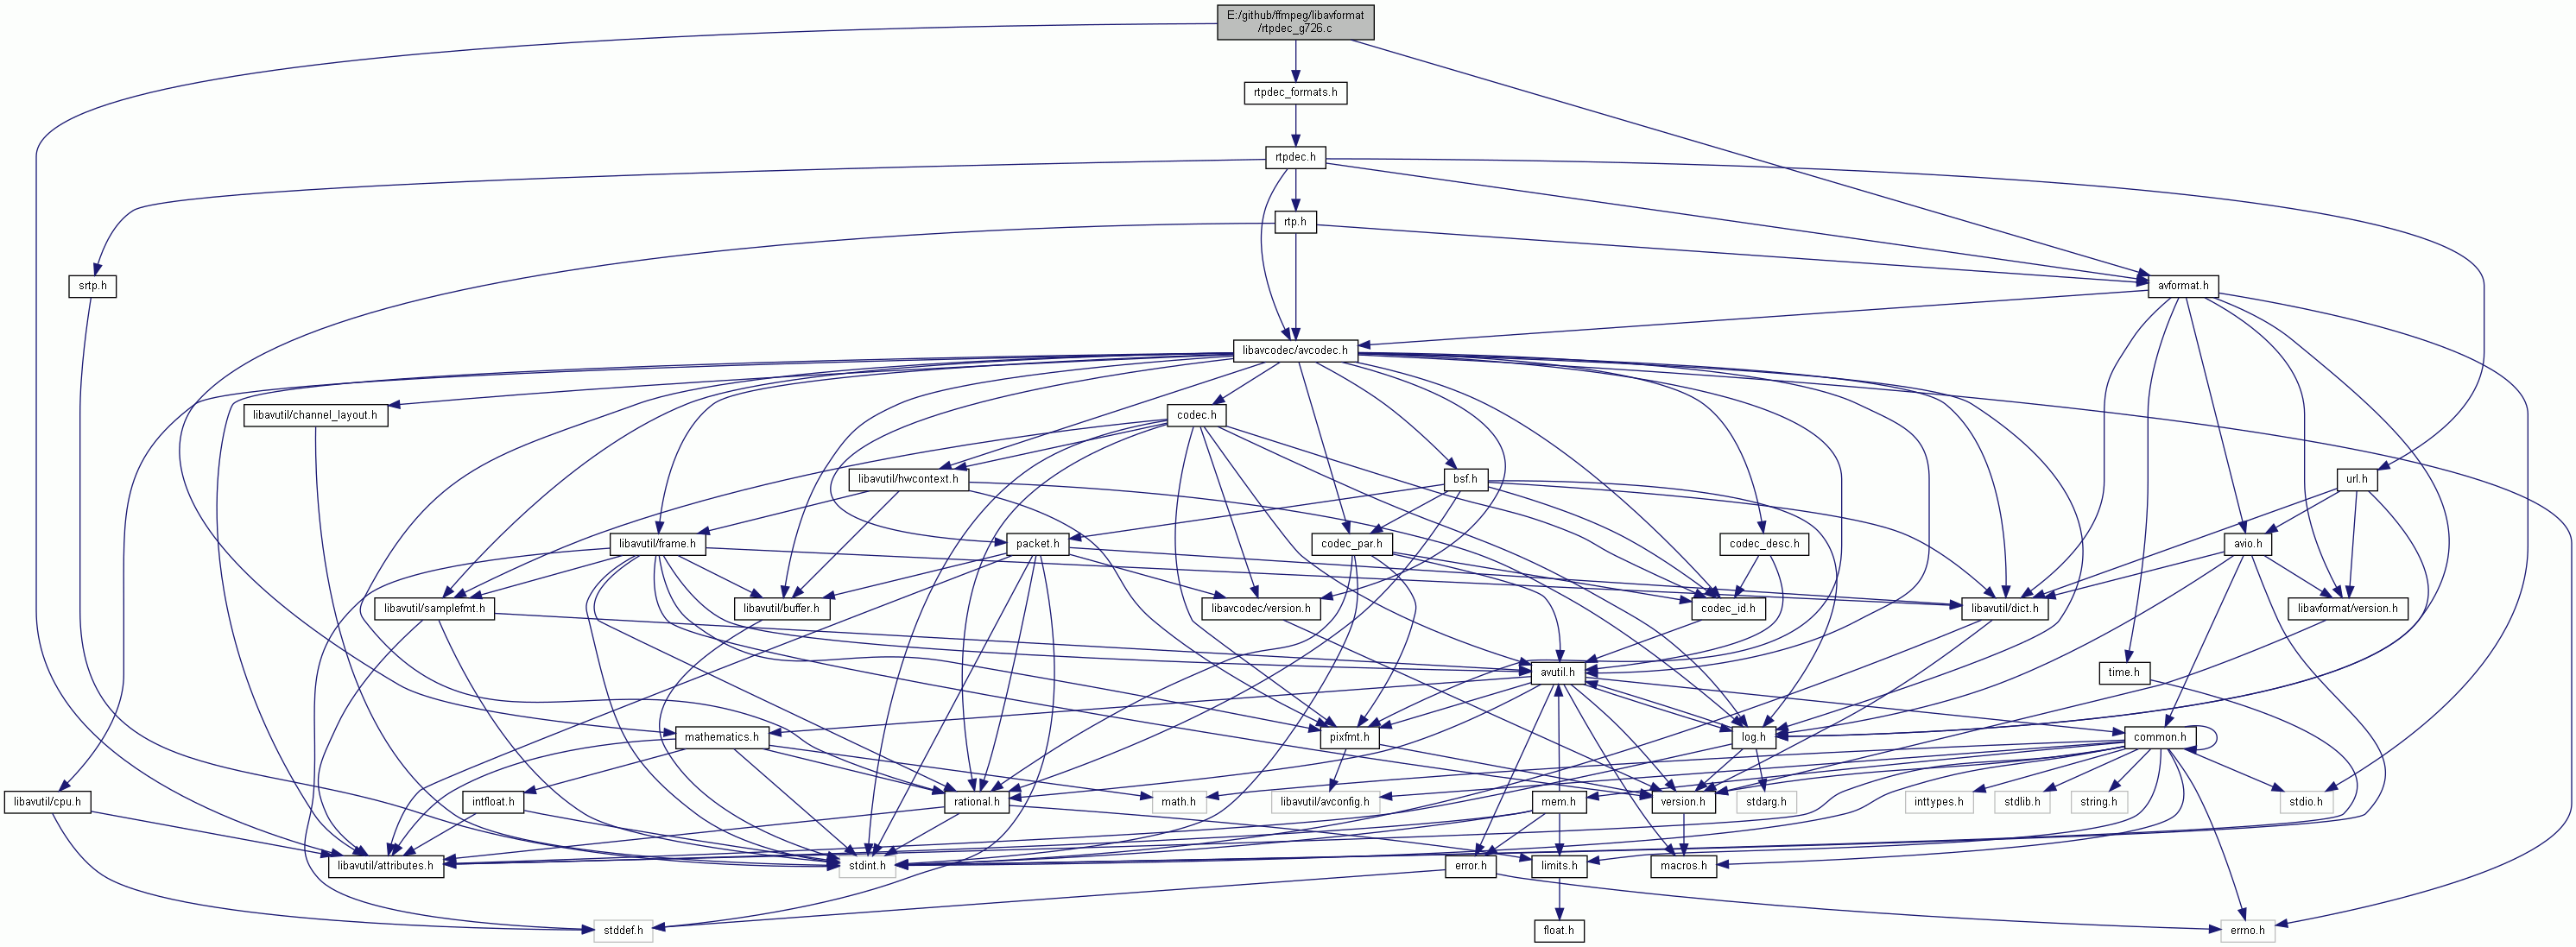 E:/github/ffmpeg/libavformat
/rtpdec_g726.c
rtpdec_formats.h
rtpdec.h
rtp.h
srtp.h
avformat.h
libavcodec/avcodec.h
libavutil/channel_layout.h
codec.h
libavutil/hwcontext.h
bsf.h
url.h
libavutil/frame.h
packet.h
codec_par.h
codec_desc.h
avio.h
libavutil/samplefmt.h
libavutil/buffer.h
libavcodec/version.h
codec_id.h
libavutil/dict.h
libavformat/version.h
avutil.h
time.h
mathematics.h
pixfmt.h
log.h
common.h
libavutil/cpu.h
intfloat.h
rational.h
math.h
libavutil/avconfig.h
mem.h
version.h
stdarg.h
inttypes.h
stdlib.h
string.h
stdio.h
libavutil/attributes.h
stdint.h
error.h
limits.h
macros.h
stddef.h
float.h
errno.h